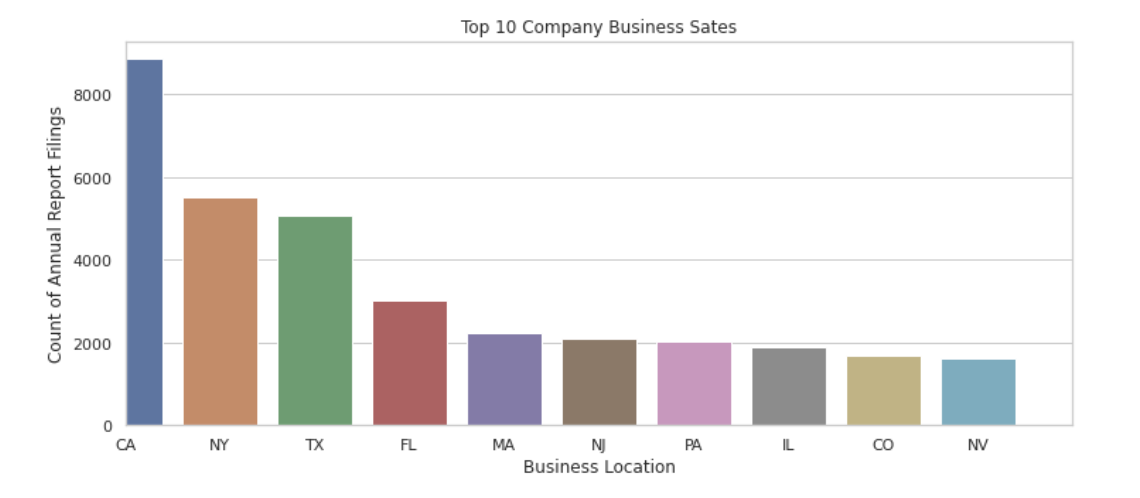 Top 10 Company Business Sates
Count of Annual Report Filings
8000
6000
4000
2000
0
CA NY TX FL MA NJ PA IL CO NV
Business Location